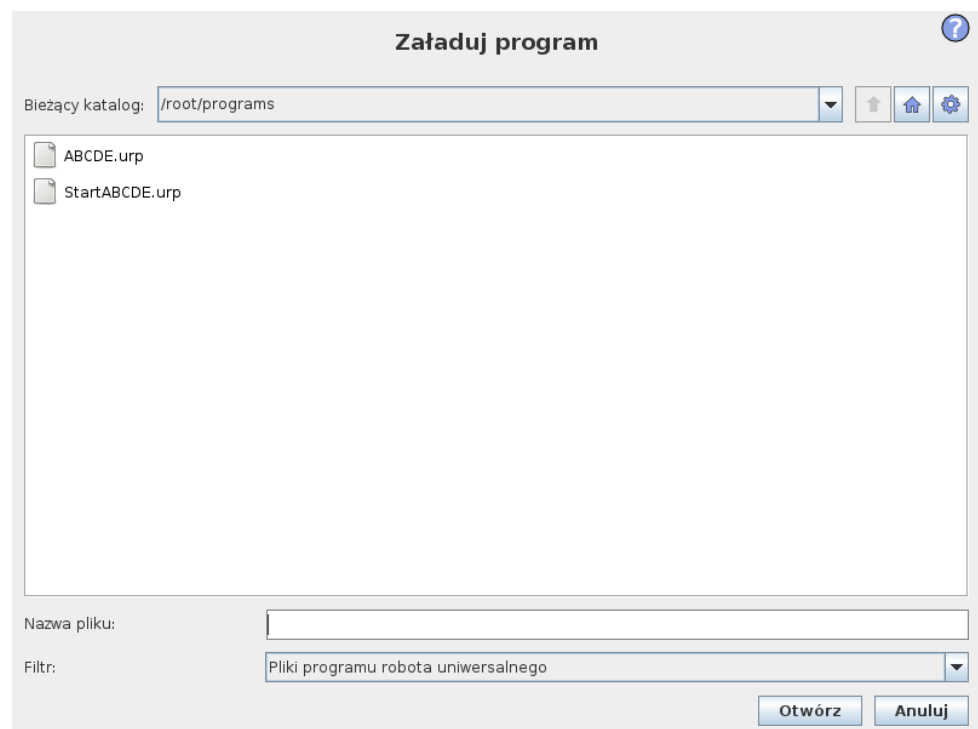 Załaduj program
?
Bieżący katalog: /root/programs
ABCDE.urp
StartABCDE.urp
Nazwa pliku:
Filtr: Pliki programu robota uniwersalnego
Otwórz Anuluj